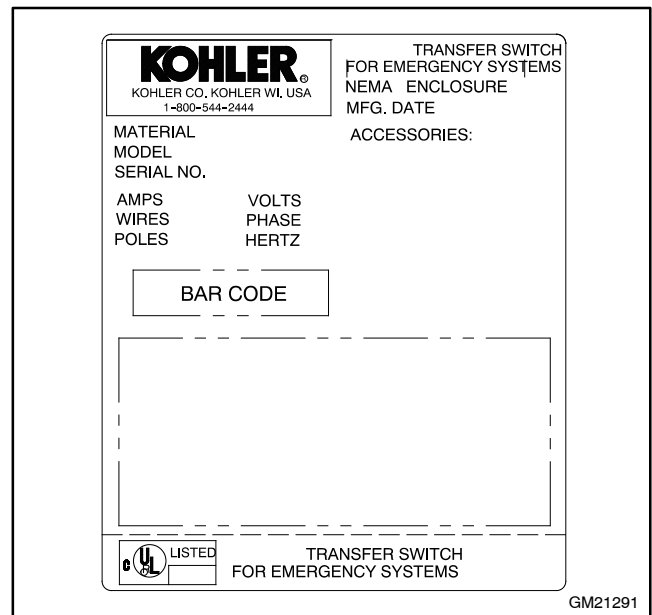 KOHLER®
KOHLER CO. KOHLER WI. USA
1-800-544-2444
TRANSFER SWITCH
FOR EMERGENCY SYSTEMS
NEMA ENCLOSURE
MFG. DATE
ACCESSORIES:
MATERIAL
MODEL
SERIAL NO.
AMPS VOLTS
WIRES PHASE
POLES HERTZ
BAR CODE
C UL® LISTED
TRANSFER SWITCH
FOR EMERGENCY SYSTEMS
GM21291